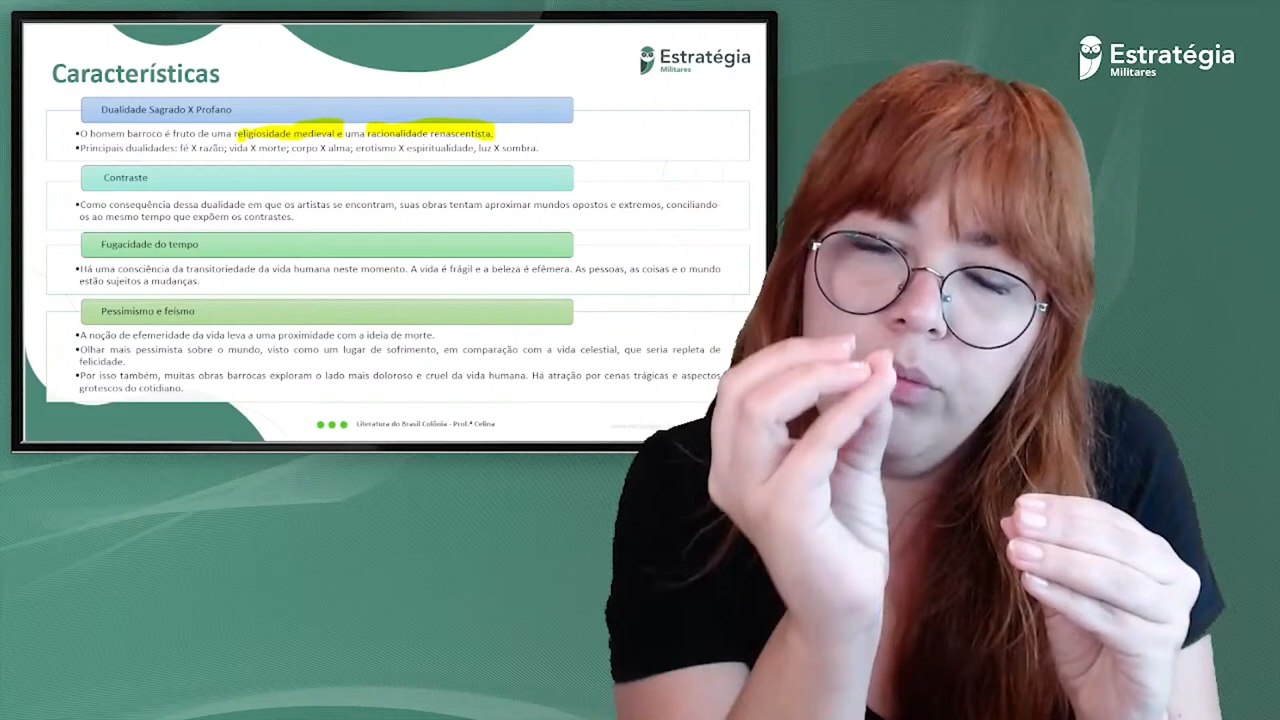 Características
Estratégia
Militares
Dualidade Sagrado X Profano
•O homem barroco é fruto de uma religiosidade medieval e uma racionalidade renascentista.
•Principais dualidades: fé X razão; vida X morte; corpo X alma; erotismo X espiritualidade, luz X sombra.
Contraste
•Como consequência dessa dualidade em que os artistas se encontram, suas obras tentam aproximar mundos opostos e extremos, conciliando-
os ao mesmo tempo que expõem os contrastes.
Fugacidade do tempo
•Há uma consciência da transitoriedade da vida humana neste momento. A vida é frágil e a beleza é efêmera. As pessoas, as coisas e o mundo
estão sujeitos a mudanças.
Pessimismo e feísmo
•A noção de efemeridade da vida leva a uma proximidade com a ideia de morte.
•Olhar mais pessimista sobre o mundo, visto como um lugar de sofrimento, em comparação com a vida celestial, que seria repleta de
felicidade.
•Por isso também, muitas obras barrocas exploram o lado mais doloroso e cruel da vida humana. Há atração por cenas trágicas e aspectos
grotescos do cotidiano.
Literatura do Brasil Colônia - Prof.ª Celina
Estratégia
Militares